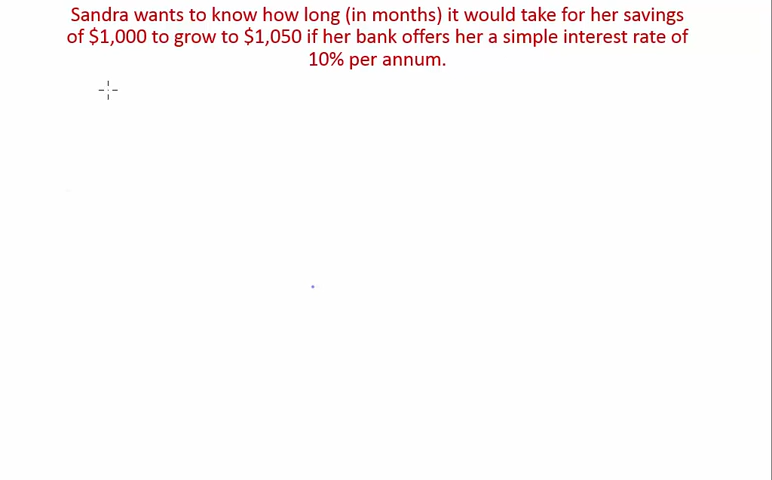 Sandra wants to know how long (in months) it would take for her savings
of $1,000 to grow to $1,050 if her bank offers her a simple interest rate of
10% per annum.